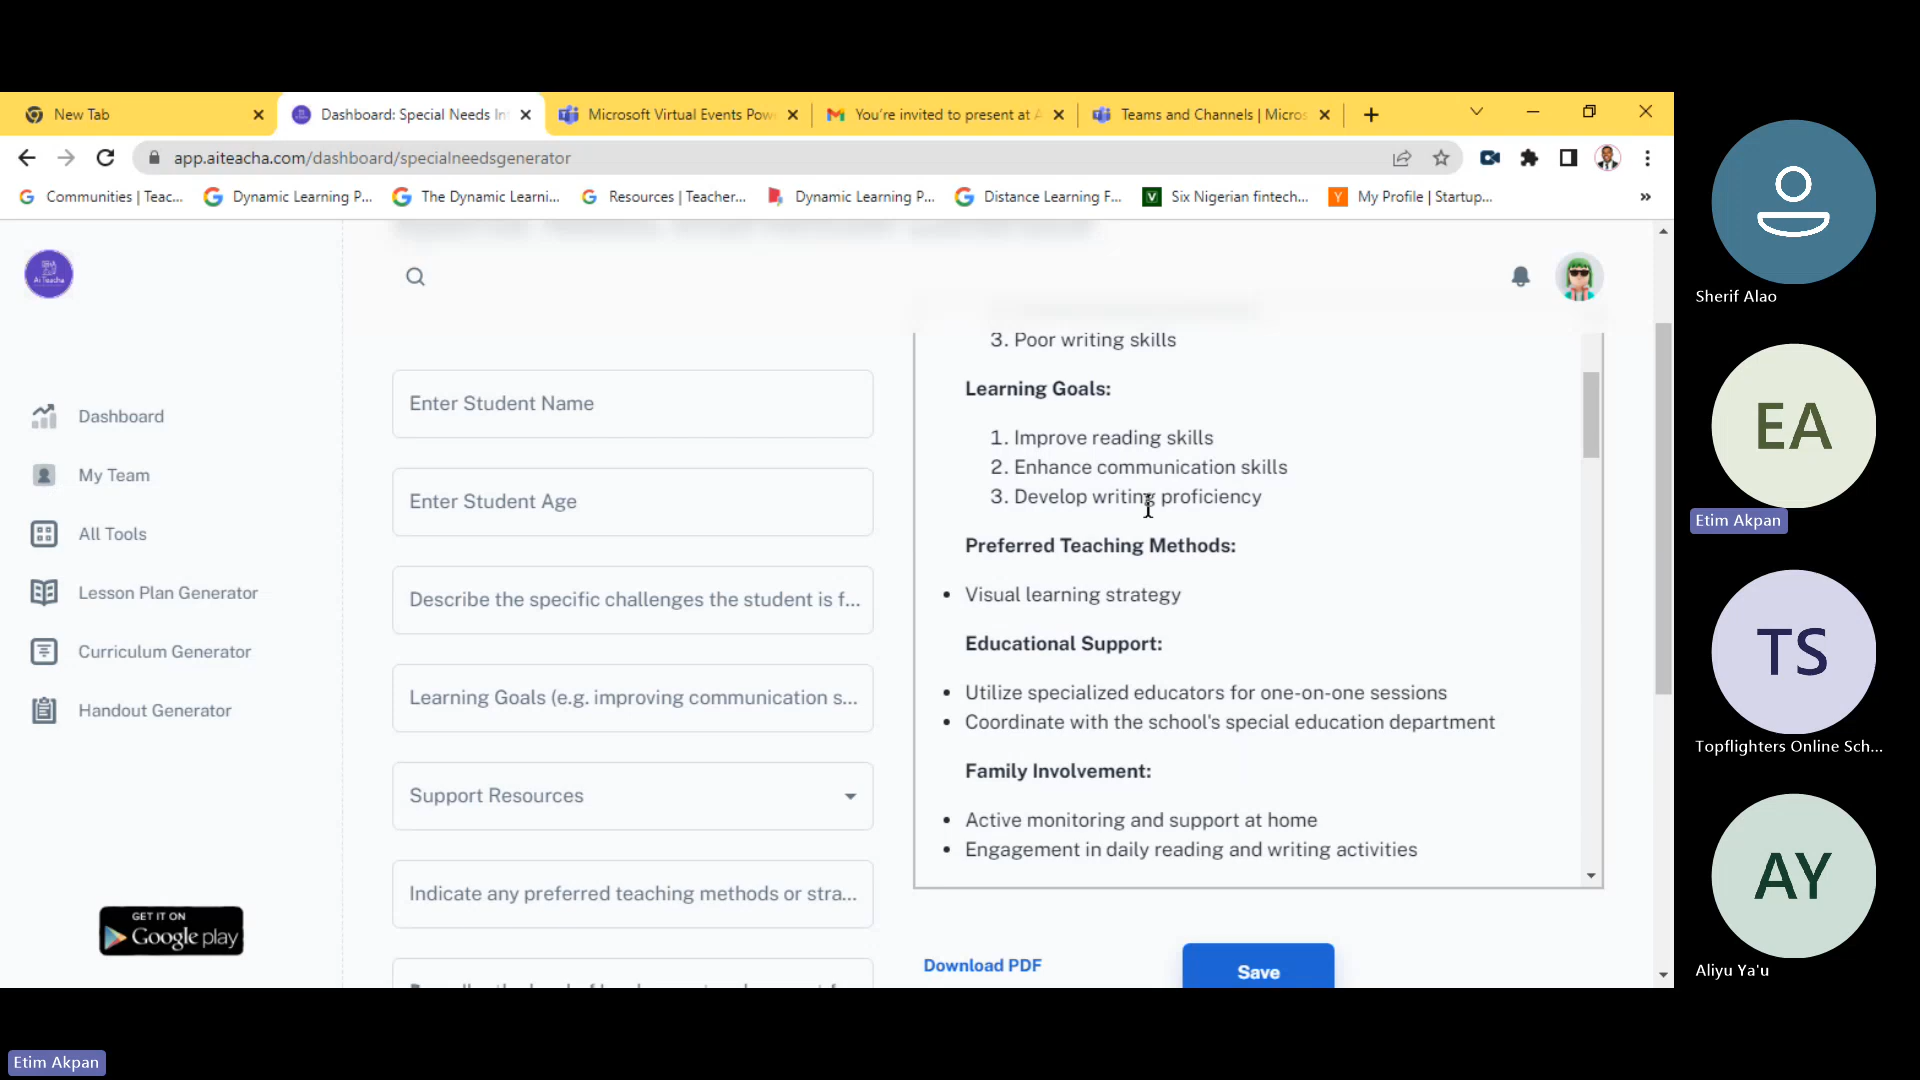 New Tab
Dashboard: Special Needs In
Microsoft Virtual Events Pow
You're invited to present at A
Teams and Channels | Micros
app.aiteacha.com/dashboard/specialneedsgenerator
Communities | Teac...
Dynamic Learning P...
The Dynamic Learni...
Resources | Teacher...
Dynamic Learning P...
Distance Learning F...
Six Nigerian fintech...
My Profile | Startup...
»
Ai Teacha
Dashboard
My Team
All Tools
Lesson Plan Generator
Curriculum Generator
Handout Generator
GET IT ON
Google play
Enter Student Name
Enter Student Age
Describe the specific challenges the student is f...
Learning Goals (e.g. improving communication s...
Support Resources
Indicate any preferred teaching methods or stra...
3. Poor writing skills
Learning Goals:
1. Improve reading skills
2. Enhance communication skills
3. Develop writing proficiency
Preferred Teaching Methods:
• Visual learning strategy
Educational Support:
• Utilize specialized educators for one-on-one sessions
• Coordinate with the school's special education department
Family Involvement:
• Active monitoring and support at home
• Engagement in daily reading and writing activities
Download PDF
Save
Sherif Alao
EA
Etim Akpan
TS
Topflighters Online Sch...
AY
Aliyu Ya'u
Etim Akpan